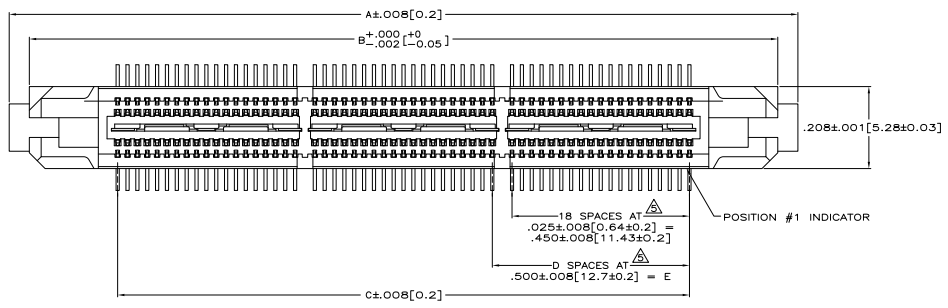 A±.008[0.2]
B+.000 -.002 [+0 -0.05]
.208±.001[5.28±0.03]
18 SPACES AT 5
.025±.008[0.64±0.2] =
.450±.008[11.43±0.2]
POSITION #1 INDICATOR
D SPACES AT 5
.500±.008[12.7±0.2] = E
C±.008[0.2]